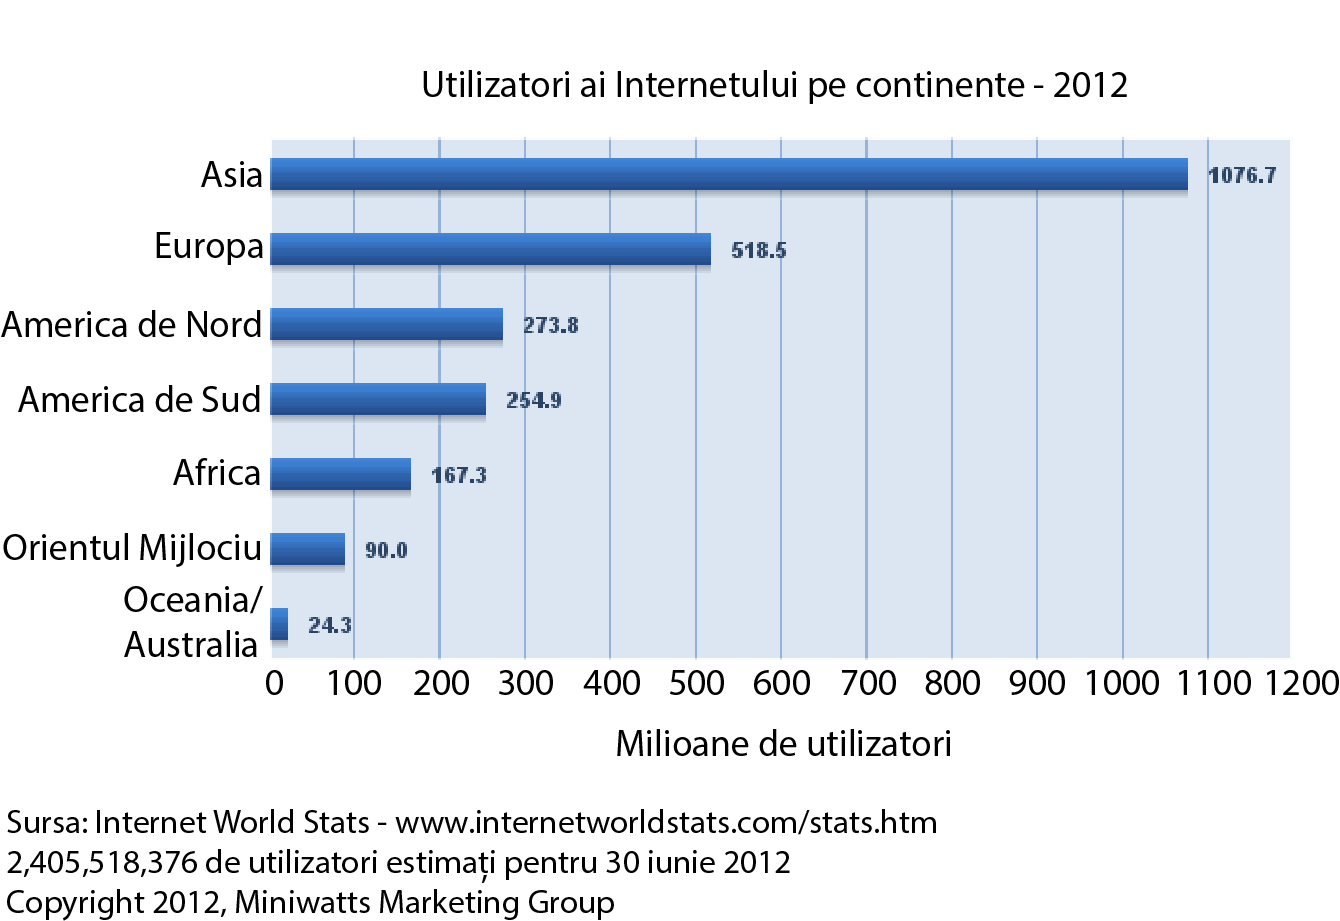 Utilizatori ai Internetului pe continente - 2012
Asia 1076.7
Europa 518.5
America de Nord 273.8
America de Sud 254.9
Africa 167.3
Orientul Mijlociu 90.0
Oceania/
Australia 24.3
0 100 200 300 400 500 600 700 800 900 1000 1100 1200
Milioane de utilizatori
Sursa: Internet World Stats - www.internetworldstats.com/stats.htm
2,405,518,376 de utilizatori estimați pentru 30 iunie 2012
Copyright 2012, Miniwatts Marketing Group